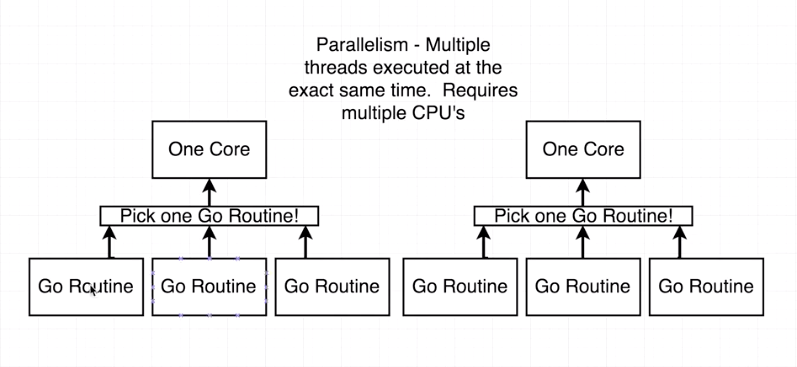 Parallelism - Multiple
threads executed at the
exact same time.  Requires
multiple CPU's
One Core
One Core
Pick one Go Routine!
Pick one Go Routine!
Go Routine
Go Routine
Go Routine
Go Routine
Go Routine
Go Routine